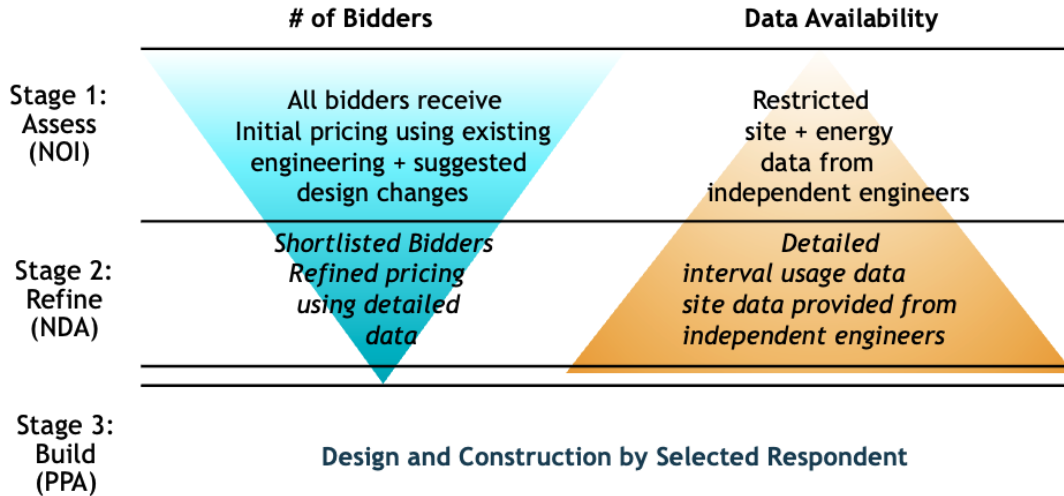 # of Bidders
Data Availability
Stage 1:
Assess
(NOI)
All bidders receive
Initial pricing using existing
engineering + suggested
design changes
Restricted
site + energy
data from
independent engineers
Stage 2:
Refine
(NDA)
Shortlisted Bidders
Refined pricing
using detailed
data
Detailed
interval usage data
site data provided from
independent engineers
Stage 3:
Build
(PPA)
Design and Construction by Selected Respondent